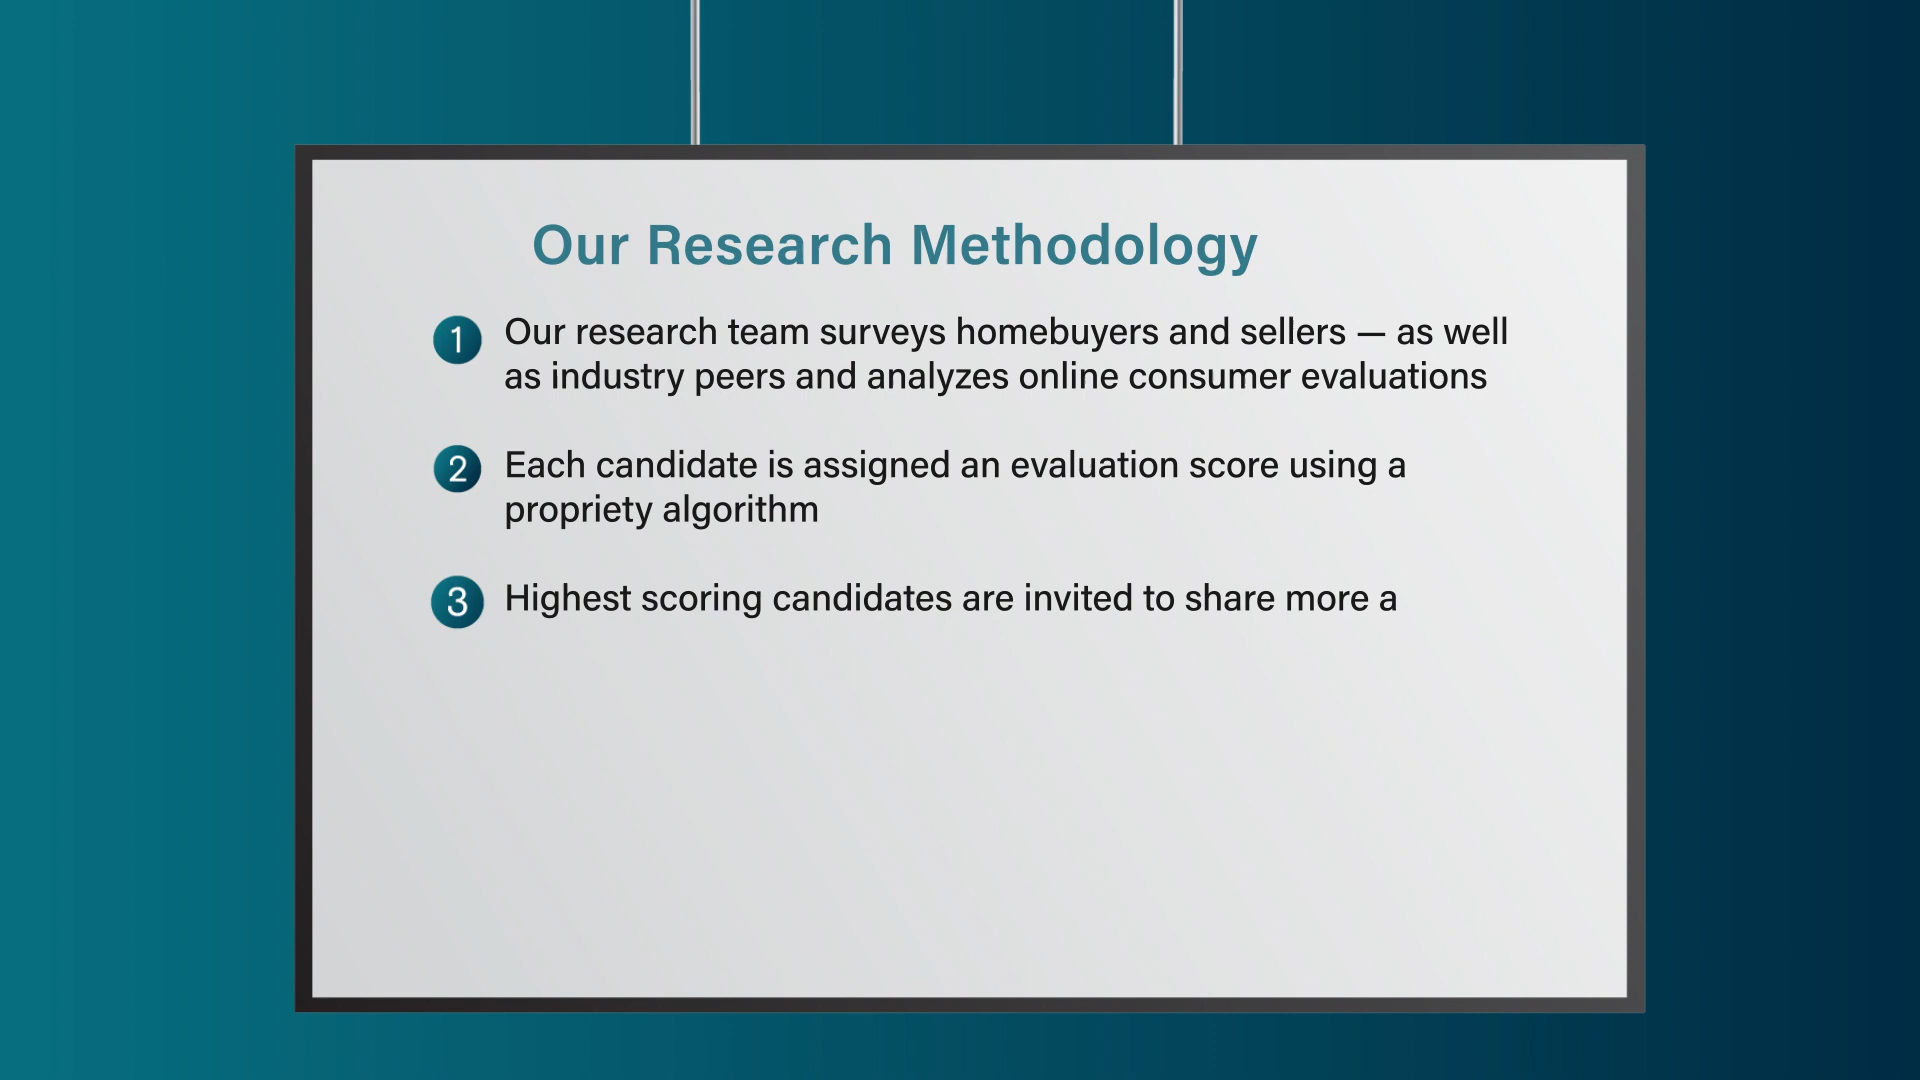 Our Research Methodology
1 Our research team surveys homebuyers and sellers — as well
as industry peers and analyzes online consumer evaluations
2 Each candidate is assigned an evaluation score using a
propriety algorithm
3 Highest scoring candidates are invited to share more a